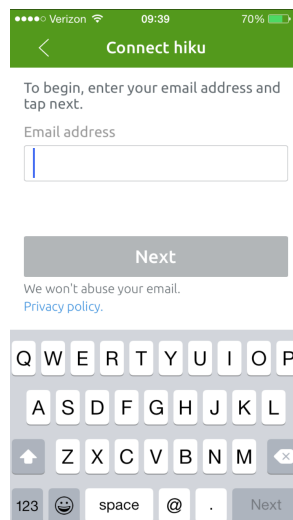 Verizon 09:39 70%
Connect hiku
To begin, enter your email address and
tap next.
Email address
Next
We won't abuse your email.
Privacy policy.
Q W E R T Y U I O P
A S D F G H J K L
Z X C V B N M
123 space @ . Next